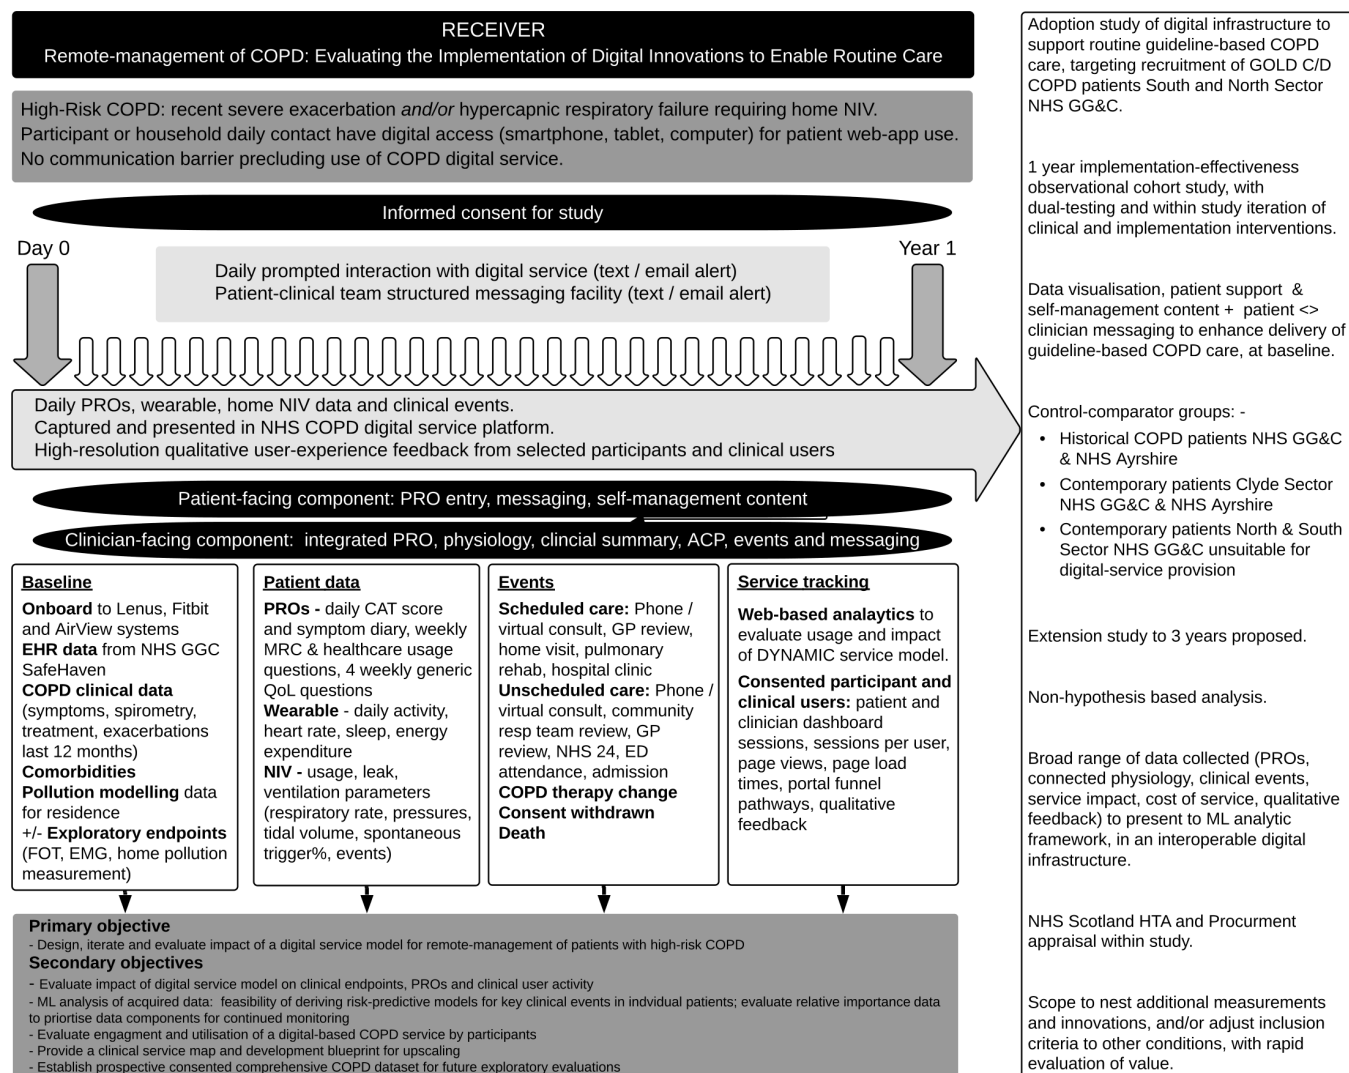 RECEIVER
Remote-management of COPD: Evaluating the Implementation of Digital Innovations to Enable Routine Care
High-Risk COPD: recent severe exacerbation and/or hypercapnic respiratory failure requiring home NIV.
Participant or household daily contact have digital access (smartphone, tablet, computer) for patient web-app use.
No communication barrier precluding use of COPD digital service.
Informed consent for study
Day 0
Year 1
Daily prompted interaction with digital service (text / email alert)
Patient-clinical team structured messaging facility (text / email alert)
Daily PROs, wearable, home NIV data and clinical events.
Captured and presented in NHS COPD digital service platform.
High-resolution qualitative user-experience feedback from selected participants and clinical users
Patient-facing component: PRO entry, messaging, self-management content
Clinician-facing component:  integrated PRO, physiology, clincial summary, ACP, events and messaging
Baseline
Onboard to Lenus, Fitbit
and AirView systems
EHR data from NHS GGC
SafeHaven
COPD clinical data
(symptoms, spirometry,
treatment, exacerbations
last 12 months)
Comorbidities
Pollution modelling data
for residence
+/- Exploratory endpoints
(FOT, EMG, home pollution
measurement)
Patient data
PROs - daily CAT score
and symptom diary, weekly
MRC & healthcare usage
questions, 4 weekly generic
QoL questions
Wearable - daily activity,
heart rate, sleep, energy
expenditure
NIV - usage, leak,
ventilation parameters
(respiratory rate, pressures,
tidal volume, spontaneous
trigger%, events)
Events
Scheduled care: Phone /
virtual consult, GP review,
home visit, pulmonary
rehab, hospital clinic
Unscheduled care: Phone /
virtual consult, community
resp team review, GP
review, NHS 24, ED
attendance, admission
COPD therapy change
Consent withdrawn
Death
Service tracking
Web-based analaytics to
evaluate usage and impact
of DYNAMIC service model.
Consented participant and
clinical users: patient and
clinician dashboard
sessions, sessions per user,
page views, page load
times, portal funnel
pathways, qualitative
feedback
Primary objective
- Design, iterate and evaluate impact of a digital service model for remote-management of patients with high-risk COPD
Secondary objectives
- Evaluate impact of digital service model on clinical endpoints, PROs and clinical user activity
- ML analysis of acquired data:  feasibility of deriving risk-predictive models for key clinical events in indvidual patients; evaluate relative importance data
to priortise data components for continued monitoring
- Evaluate engagment and utilisation of a digital-based COPD service by participants
- Provide a clinical service map and development blueprint for upscaling
- Establish prospective consented comprehensive COPD dataset for future exploratory evaluations
Adoption study of digital infrastructure to
support routine guideline-based COPD
care, targeting recruitment of GOLD C/D
COPD patients South and North Sector
NHS GG&C.
1 year implementation-effectiveness
observational cohort study, with
dual-testing and within study iteration of
clinical and implementation interventions.
Data visualisation, patient support  &
self-management content +  patient <>
clinician messaging to enhance delivery of
guideline-based COPD care, at baseline.
Control-comparator groups: -
• Historical COPD patients NHS GG&C
& NHS Ayrshire
• Contemporary patients Clyde Sector
NHS GG&C & NHS Ayrshire
• Contemporary patients North & South
Sector NHS GG&C unsuitable for
digital-service provision
Extension study to 3 years proposed.
Non-hypothesis based analysis.
Broad range of data collected (PROs,
connected physiology, clinical events,
service impact, cost of service, qualitative
feedback) to present to ML analytic
framework, in an interoperable digital
infrastructure.
NHS Scotland HTA and Procurment
appraisal within study.
Scope to nest additional measurements
and innovations, and/or adjust inclusion
criteria to other conditions, with rapid
evaluation of value.